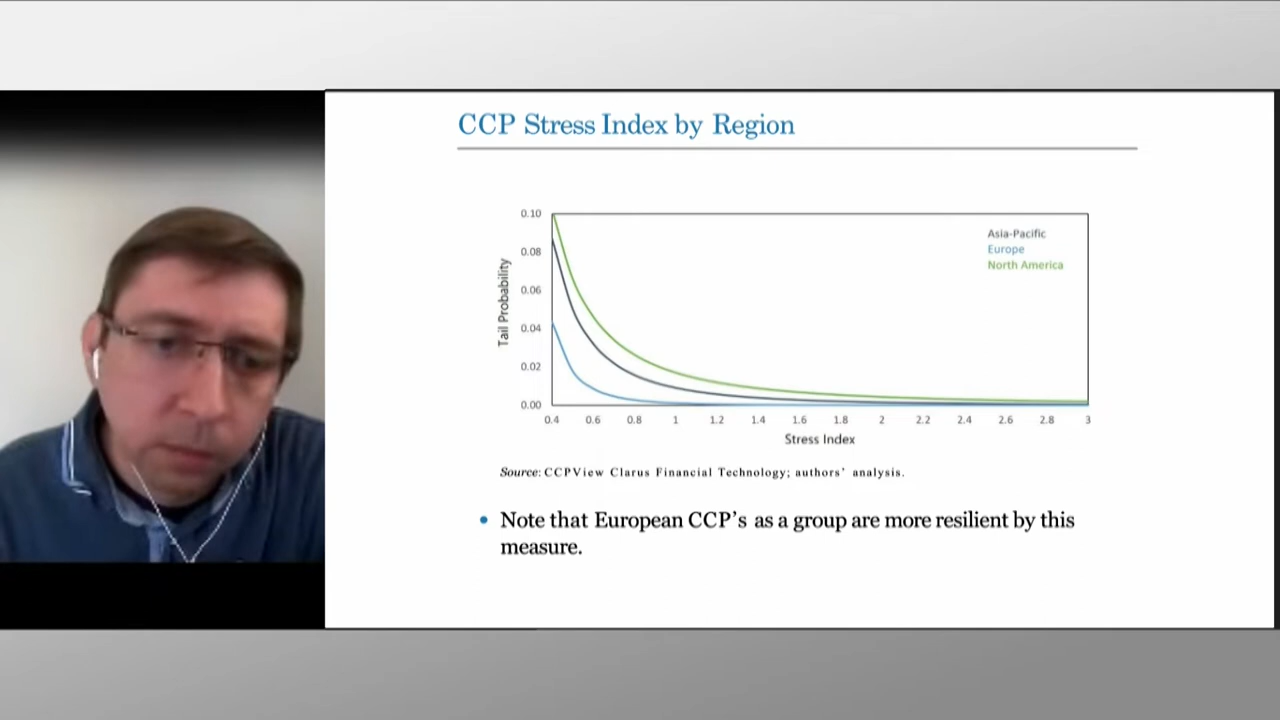 CCP Stress Index by Region
0.10
0.08
0.06
0.04
0.02
0.00
Tail Probability
0.4 0.6 0.8 1 1.2 1.4 1.6 1.8 2 2.2 2.4 2.6 2.8 3
Stress Index
Asia-Pacific
Europe
North America
Source: CCPView Clarus Financial Technology; authors' analysis.
• Note that European CCP's as a group are more resilient by this
measure.